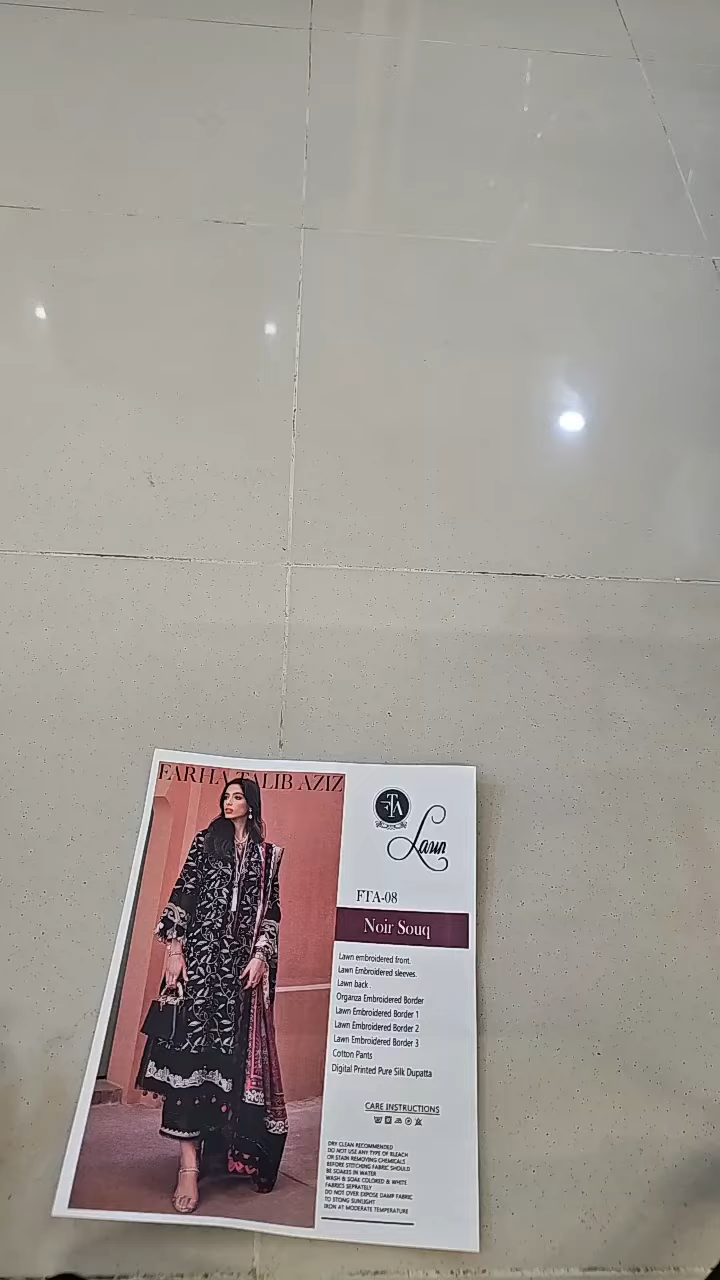 FARHA TALIB AZIZ
FTA
Lawn
FTA-08
Noir Souq
Lawn embroidered front.
Lawn Embroidered sleeves.
Lawn back .
Organza Embroidered Border
Lawn Embroidered Border 1
Lawn Embroidered Border 2
Lawn Embroidered Border 3
Cotton Pants
Digital Printed Pure Silk Dupatta
CARE INSTRUCTIONS
DRY CLEAN RECOMMENDED
DO NOT USE ANY TYPE OF BLEACH
OR STAIN REMOVING CHEMICALS
BEFORE STITCHING FABRIC SHOULD
BE SOAKES IN WATER
WASH & SOAK COLORED & WHITE
FABRICS SEPRATELY
DO NOT OVER EXPOSE DAMP FABRIC
TO STONG SUNLIGHT
IRON AT MODERATE TEMPERATURE